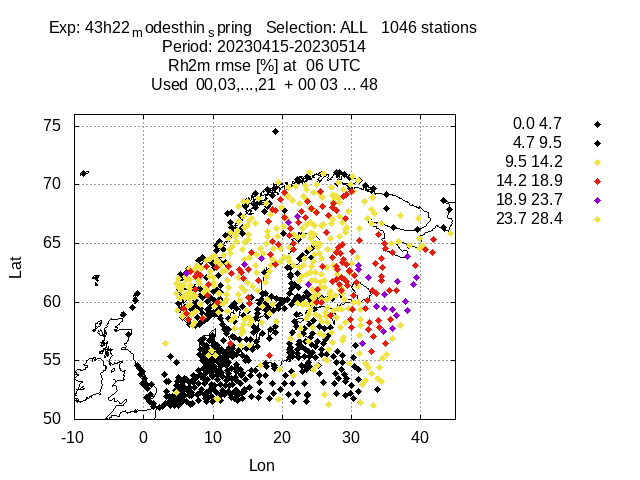 Exp: 43h22 m odesthin s pring   Selection: ALL   1046 stations
Period: 20230415-20230514
Rh2m rmse [%] at  06 UTC
Used  00,03,...,21  + 00 03 ... 48
0.0 4.7
4.7 9.5
9.5 14.2
14.2 18.9
18.9 23.7
23.7 28.4
75
70
65
60
55
50
Lat
-10 0 10 20 30 40
Lon